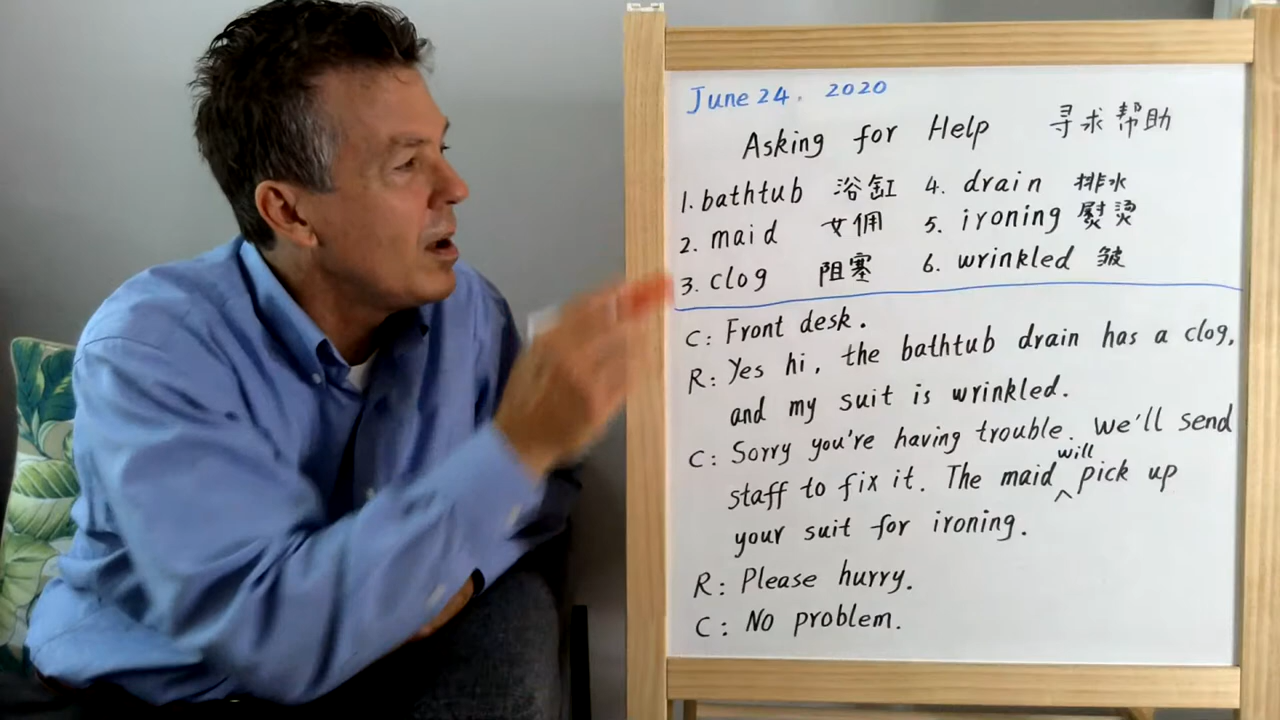 June 24, 2020
Asking for Help 寻求帮助
1. bathtub 浴缸 4. drain 排水
2. maid 女佣 5. ironing 熨烫
3. clog 阻塞 6. wrinkled 皱
C: Front desk.
R: Yes hi, the bathtub drain has a clog,
and my suit is wrinkled.
C: Sorry you're having trouble. We'll send
staff to fix it. The maid will pick up
your suit for ironing.
R: Please hurry.
C: No problem.